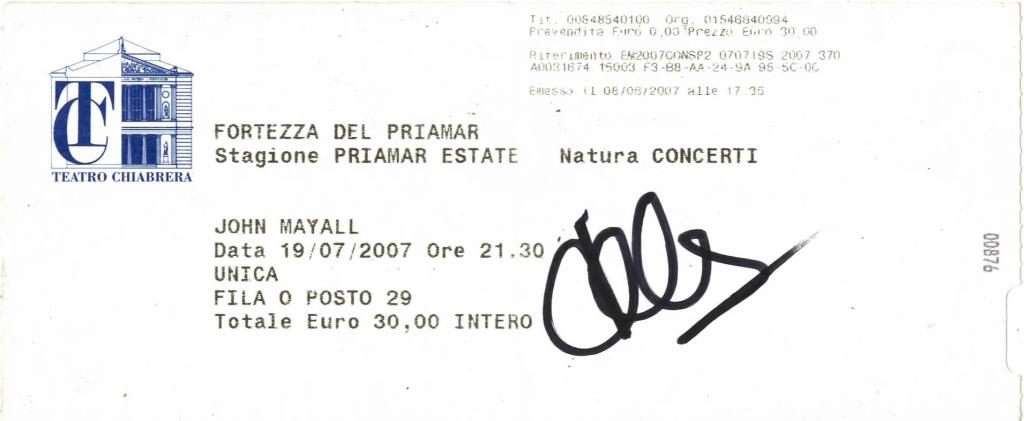 Tit. 00848540100 Org. 01546840994
Prevendita Euro 0,00 Prezzo Euro 30,00
Riferimento EN2007CONSP2 070719S 2007 370
A0031674 15003 F3-B8-AA-24-9A 95-5C-0C
Emesso il 08/06/2007 alle 17.35
TC
TEATRO CHIABRERA
FORTEZZA DEL PRIAMAR
Stagione PRIAMAR ESTATE Natura CONCERTI
JOHN MAYALL
Data 19/07/2007 Ore 21.30
UNICA
FILA O POSTO 29
Totale Euro 30,00 INTERO
00876